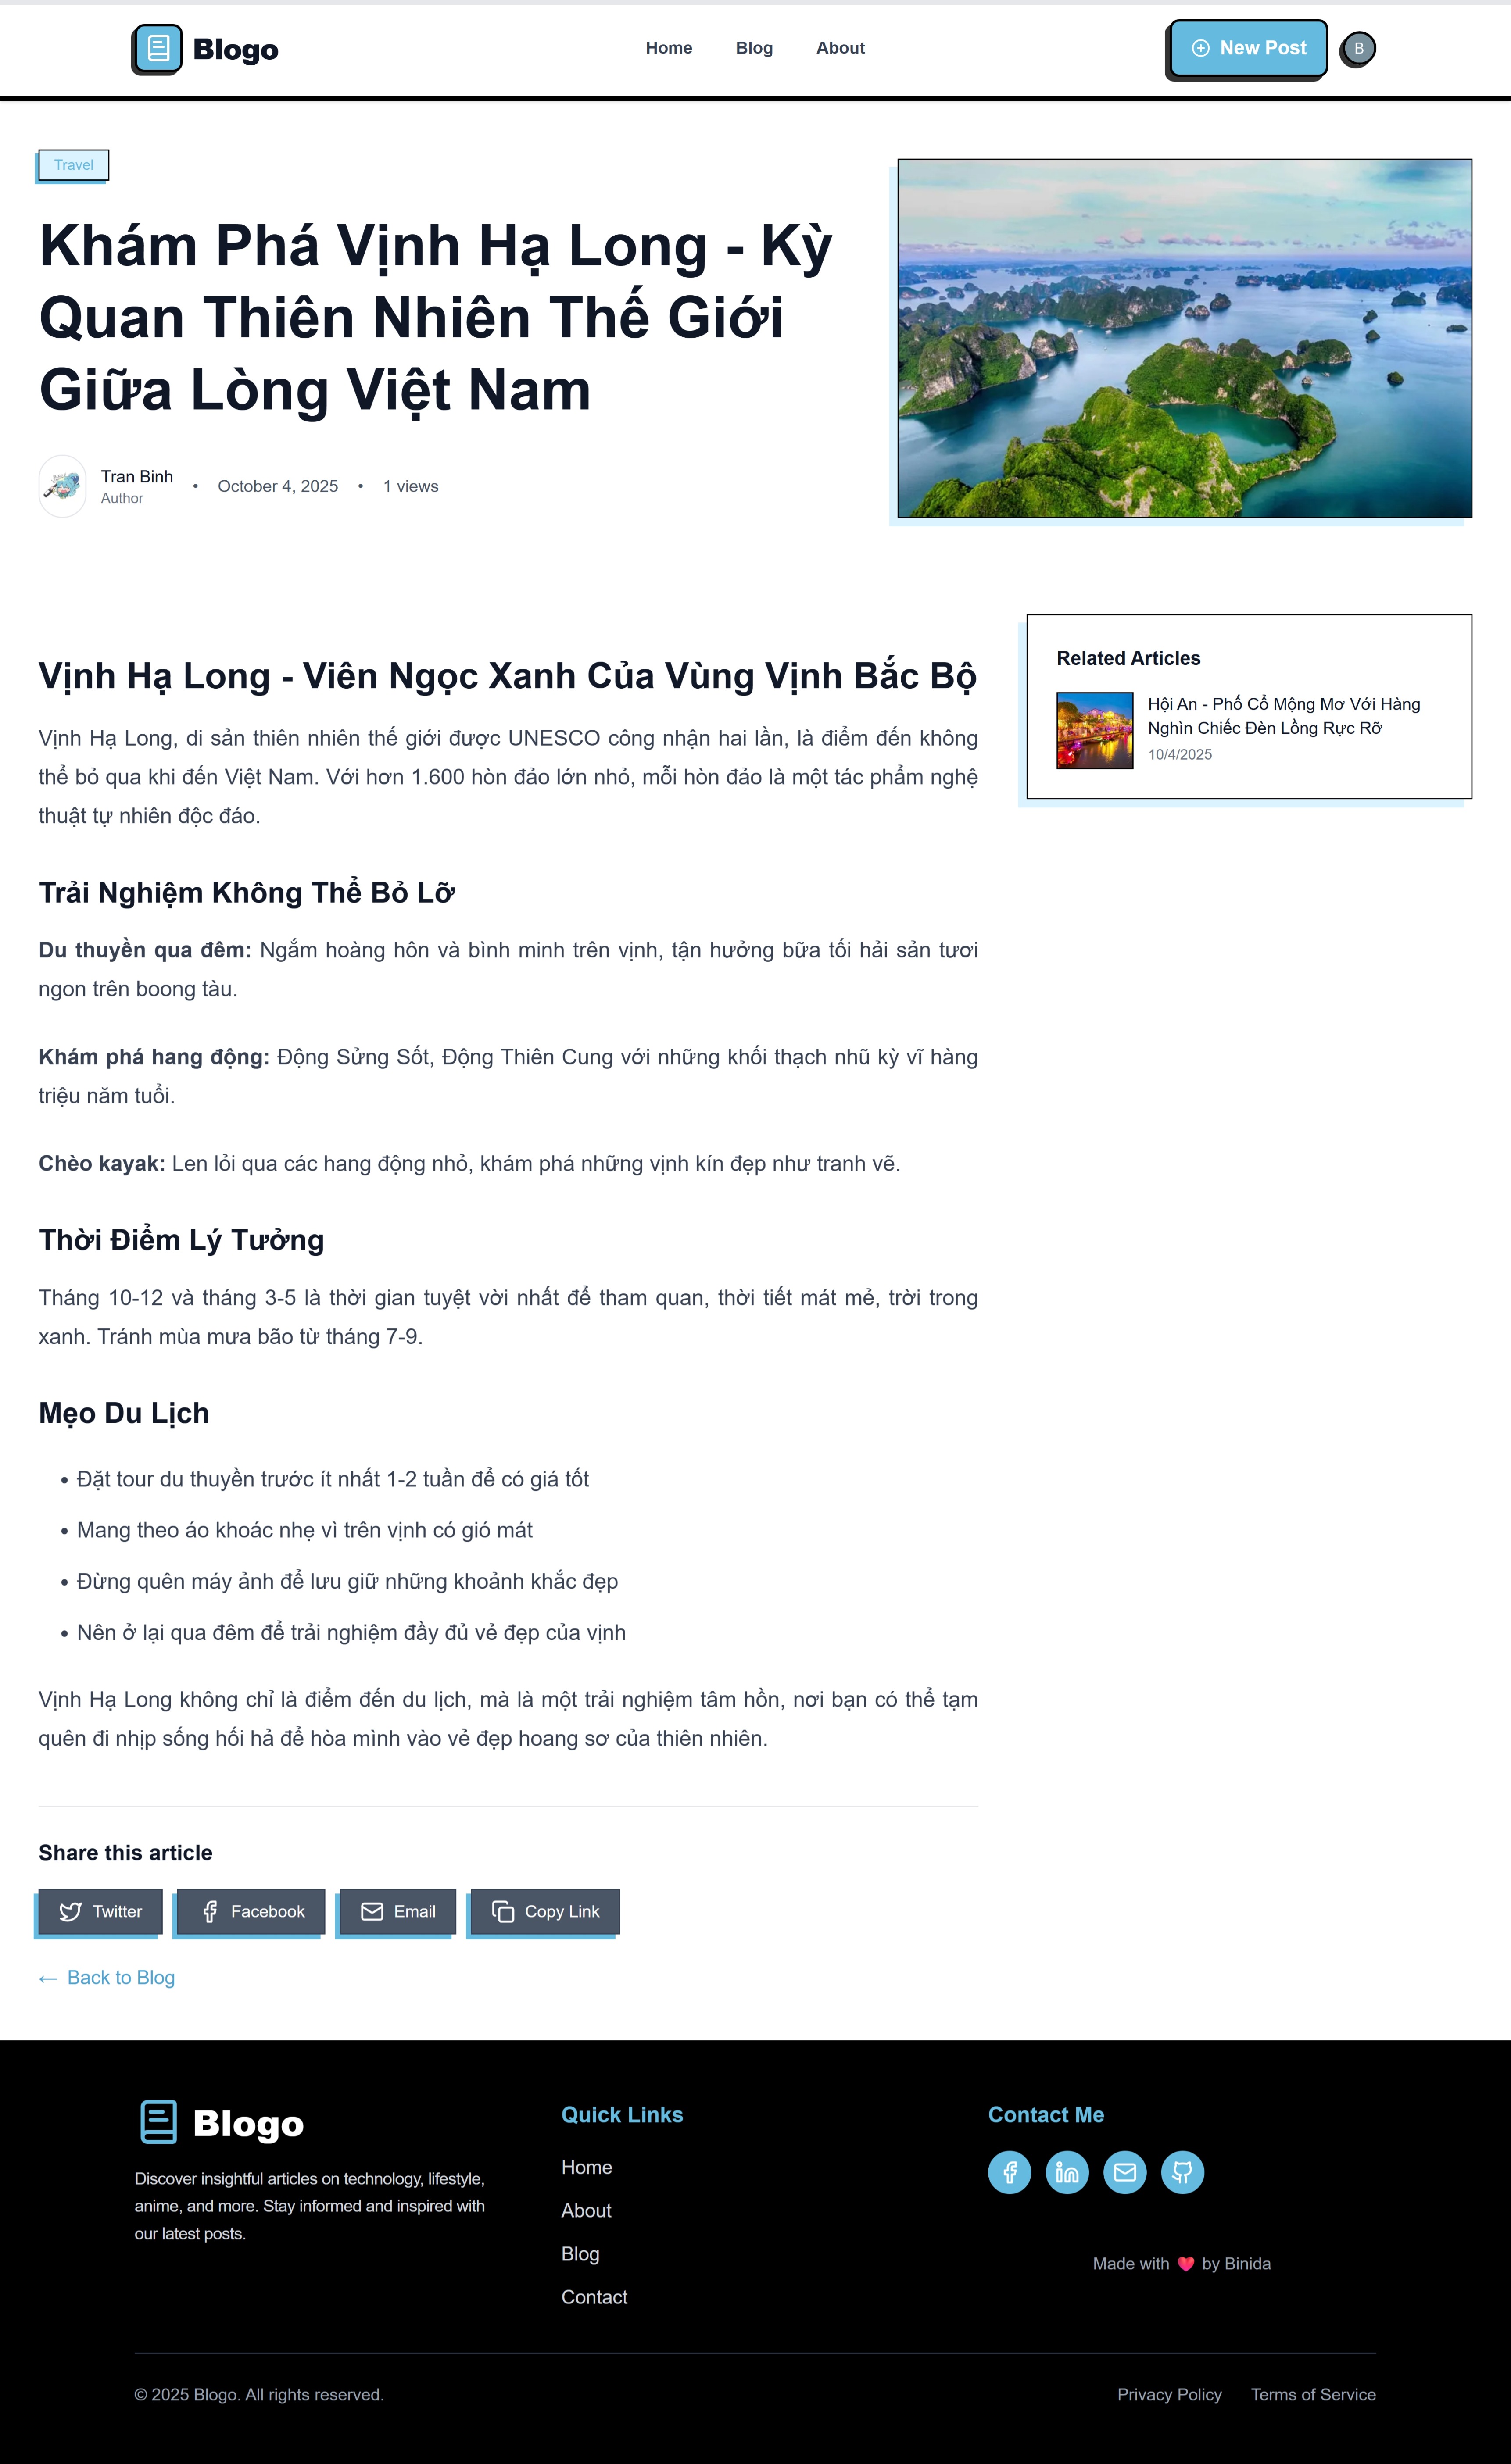 Blogo
Home
Blog
About
New Post
B
Travel
Khám Phá Vịnh Hạ Long - Kỳ
Quan Thiên Nhiên Thế Giới
Giữa Lòng Việt Nam
Tran Binh
Author
• October 4, 2025 • 1 views
Vịnh Hạ Long - Viên Ngọc Xanh Của Vùng Vịnh Bắc Bộ
Vịnh Hạ Long, di sản thiên nhiên thế giới được UNESCO công nhận hai lần, là điểm đến không
thể bỏ qua khi đến Việt Nam. Với hơn 1.600 hòn đảo lớn nhỏ, mỗi hòn đảo là một tác phẩm nghệ
thuật tự nhiên độc đáo.
Trải Nghiệm Không Thể Bỏ Lỡ
Du thuyền qua đêm: Ngắm hoàng hôn và bình minh trên vịnh, tận hưởng bữa tối hải sản tươi
ngon trên boong tàu.
Khám phá hang động: Động Sửng Sốt, Động Thiên Cung với những khối thạch nhũ kỳ vĩ hàng
triệu năm tuổi.
Chèo kayak: Len lỏi qua các hang động nhỏ, khám phá những vịnh kín đẹp như tranh vẽ.
Thời Điểm Lý Tưởng
Tháng 10-12 và tháng 3-5 là thời gian tuyệt vời nhất để tham quan, thời tiết mát mẻ, trời trong
xanh. Tránh mùa mưa bão từ tháng 7-9.
Mẹo Du Lịch
• Đặt tour du thuyền trước ít nhất 1-2 tuần để có giá tốt
• Mang theo áo khoác nhẹ vì trên vịnh có gió mát
• Đừng quên máy ảnh để lưu giữ những khoảnh khắc đẹp
• Nên ở lại qua đêm để trải nghiệm đầy đủ vẻ đẹp của vịnh
Vịnh Hạ Long không chỉ là điểm đến du lịch, mà là một trải nghiệm tâm hồn, nơi bạn có thể tạm
quên đi nhịp sống hối hả để hòa mình vào vẻ đẹp hoang sơ của thiên nhiên.
Share this article
Twitter
Facebook
Email
Copy Link
← Back to Blog
Related Articles
Hội An - Phố Cổ Mộng Mơ Với Hàng
Nghìn Chiếc Đèn Lồng Rực Rỡ
10/4/2025
Blogo
Discover insightful articles on technology, lifestyle,
anime, and more. Stay informed and inspired with
our latest posts.
Quick Links
Home
About
Blog
Contact
Contact Me
Made with ❤️ by Binida
© 2025 Blogo. All rights reserved.
Privacy Policy
Terms of Service